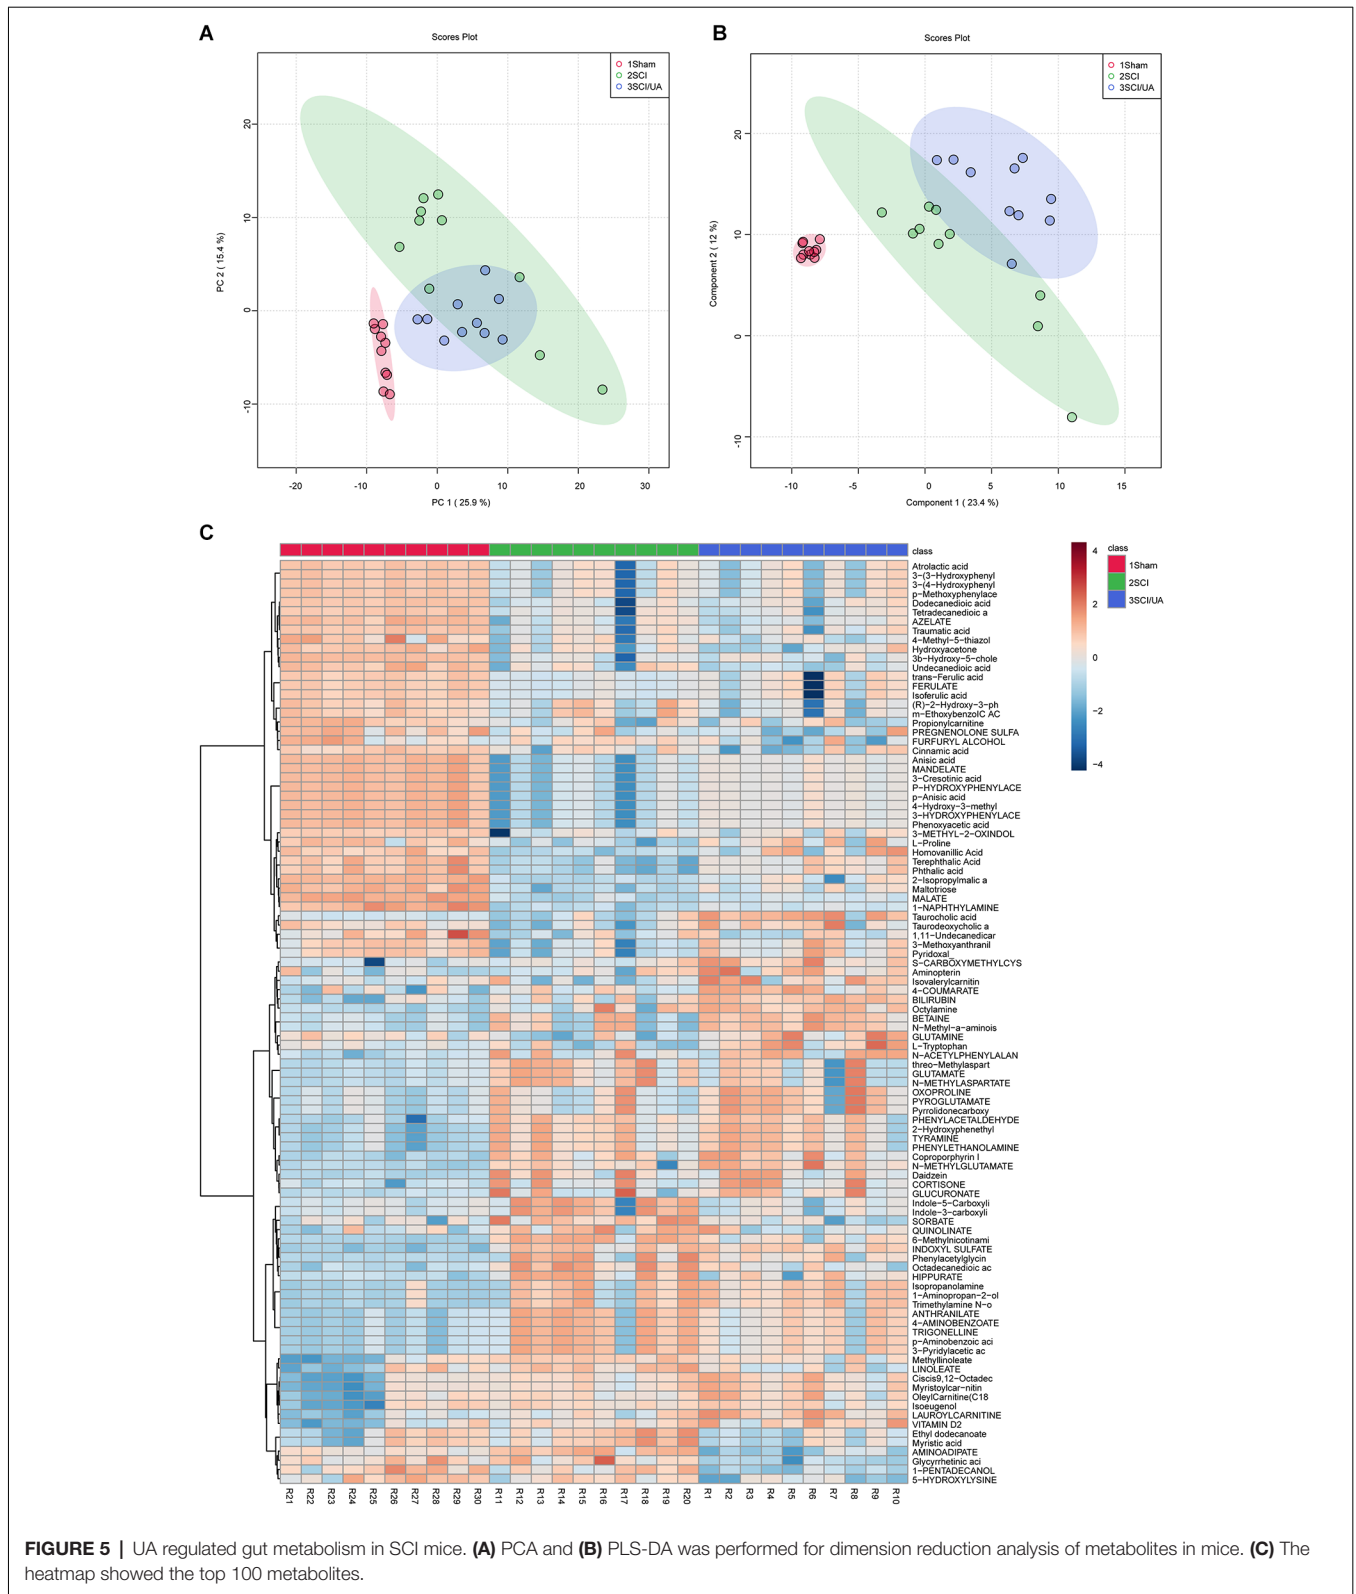 A
B
Scores Plot
Scores Plot
1Sham
2SCI
3SCI/UA
1Sham
2SCI
3SCI/UA
20
10
0
-10
PC 2 ( 15.4 %)
-20
-10
0
10
20
30
PC 1 ( 25.9 %)
20
10
0
-10
Component 2 ( 12 %)
-10
-5
0
5
10
15
Component 1 ( 23.4 %)
C
class
Atrolactic acid
3-(3-Hydroxyphenyl
3-(4-Hydroxyphenyl
p-Methoxyphenylace
Dodecanedioic acid
Tetradecanedioic a
AZELATE
Traumatic acid
4-Methyl-5-thiazol
Hydroxyacetone
3b-Hydroxy-5-chole
Undecanedioic acid
trans-Ferulic acid
FERULATE
Isoferulic acid
(R)-2-Hydroxy-3-ph
m-EthoxybenzoIC AC
Propionylcarnitine
PREGNENOLONE SULFA
FURFURYL ALCOHOL
Cinnamic acid
Anisic acid
MANDELATE
3-Cresotinic acid
P-HYDROXYPHENYLACE
p-Anisic acid
4-Hydroxy-3-methyl
3-HYDROXYPHENYLACE
Phenoxyacetic acid
3-METHYL-2-OXINDOL
L-Proline
Homovanillic Acid
Terephthalic Acid
Phthalic acid
2-Isopropylmalic a
Maltotriose
MALATE
1-NAPHTHYLAMINE
Taurocholic acid
Taurodeoxycholic a
1,11-Undecanedicar
3-Methoxyanthranil
Pyridoxal
S-CARBOXYMETHYLCYS
Aminopterin
Isovalerylcarnitin
4-COUMARATE
BILIRUBIN
Octylamine
BETAINE
N-Methyl-a-aminois
GLUTAMINE
L-Tryptophan
N-ACETYLPHENYLALAN
threo-Methylaspart
GLUTAMATE
N-METHYLASPARTATE
OXOPROLINE
PYROGLUTAMATE
Pyrrolidonecarboxy
PHENYLACETALDEHYDE
2-Hydroxyphenethyl
TYRAMINE
PHENYLETHANOLAMINE
Coproporphyrin I
N-METHYLGLUTAMATE
Daidzein
CORTISONE
GLUCURONATE
Indole-5-Carboxyli
Indole-3-carboxyli
SORBATE
QUINOLINATE
6-Methylnicotinami
INDOXYL SULFATE
Phenylacetylglycin
Octadecanedioic ac
HIPPURATE
Isopropanolamine
1-Aminopropan-2-ol
Trimethylamine N-o
ANTHRANILATE
4-AMINOBENZOATE
TRIGONELLINE
p-Aminobenzoic aci
3-Pyridylacetic ac
Methyllinoleate
LINOLEATE
Ciscis9,12-Octadec
Myristoylcar-nitin
OleylCarnitine(C18
Isoeugenol
LAUROYLCARNITINE
VITAMIN D2
Ethyl dodecanoate
Myristic acid
AMINOADIPATE
Glycyrrhetinic aci
1-PENTADECANOL
5-HYDROXYLYSINE
4
2
0
-2
-4
class
1Sham
2SCI
3SCI/UA
R21
R22
R23
R24
R25
R26
R27
R28
R29
R30
R11
R12
R13
R14
R15
R16
R17
R18
R19
R20
R1
R2
R3
R4
R5
R6
R7
R8
R9
R10
FIGURE 5 | UA regulated gut metabolism in SCI mice. (A) PCA and (B) PLS-DA was performed for dimension reduction analysis of metabolites in mice. (C) The
heatmap showed the top 100 metabolites.